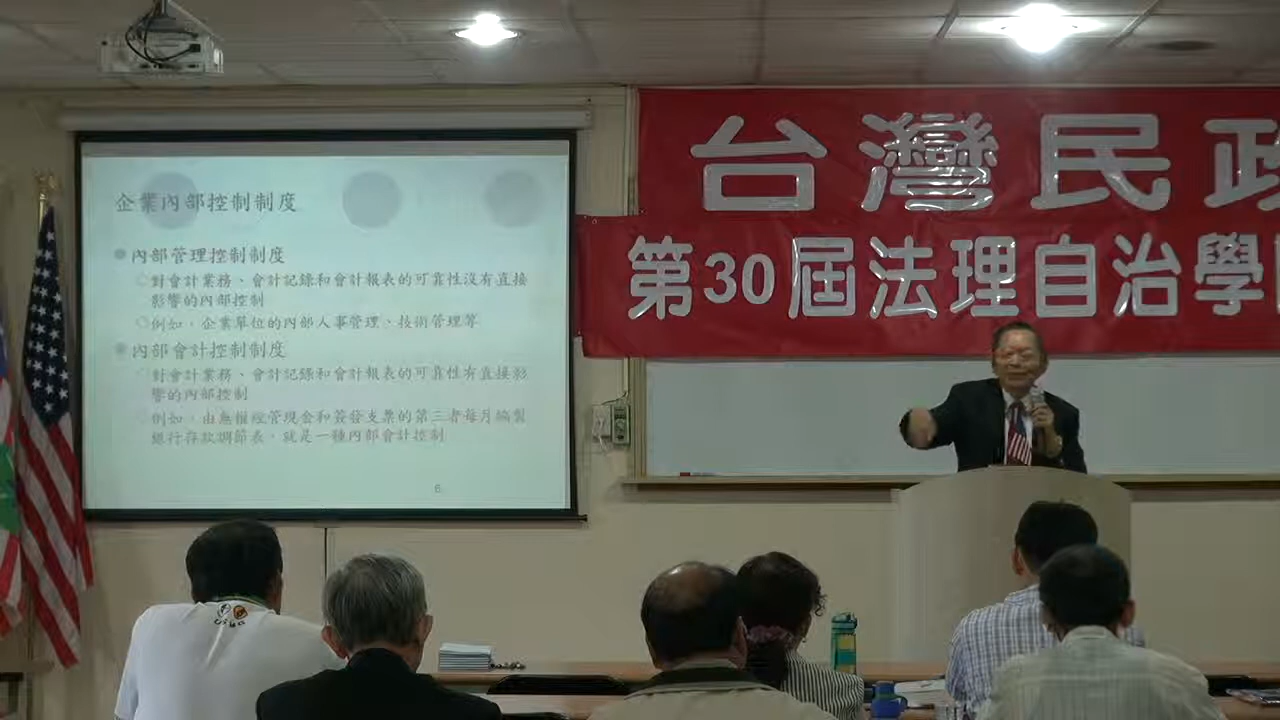 企業內部控制制度
內部管理控制制度
對會計業務、會計記錄和會計報表的可靠性沒有直接
影響的內部控制
例如，企業單位的內部人事管理、技術管理等
內部會計控制制度
對會計業務、會計記錄和會計報表的可靠性有直接影
響的內部控制
例如，由無權經管現金和簽發支票的第三者每月編製
銀行存款調節表，就是一種內部會計控制
6
台灣民政
第30屆法理自治學